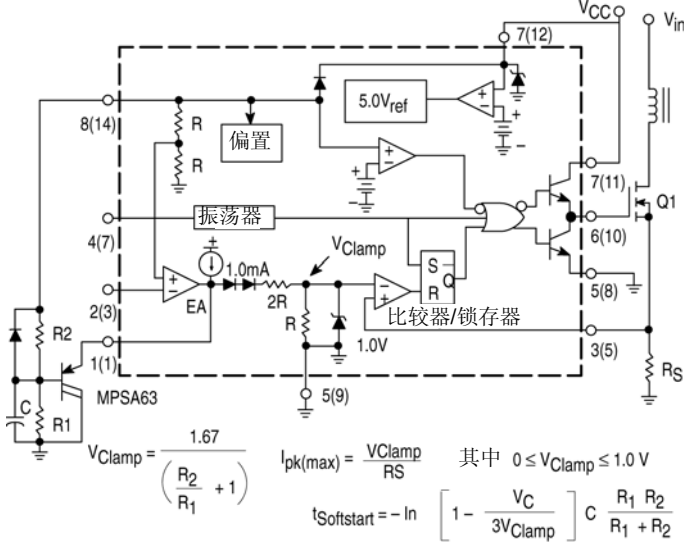 VCC
Vin
7(12)
5.0Vref
+
−
+
−
8(14)
R
偏置
R
+
−
+
−
7(11)
Q1
振荡器
4(7)
6(10)
+
VClamp
1.0mA
S
Q
R
+
−
EA
2R
−
+
5(8)
2(3)
R
比较器/锁存器
R2
1.0V
3(5)
1(1)
MPSA63
5(9)
RS
C
R1
VClamp = 1.67 / (R2/R1 + 1)
Ipk(max) = VClamp/RS
其中 0 ≤ VClamp ≤ 1.0 V
tSoftstart = − ln [1 - VC/3VClamp] C R1 R2/R1 + R2